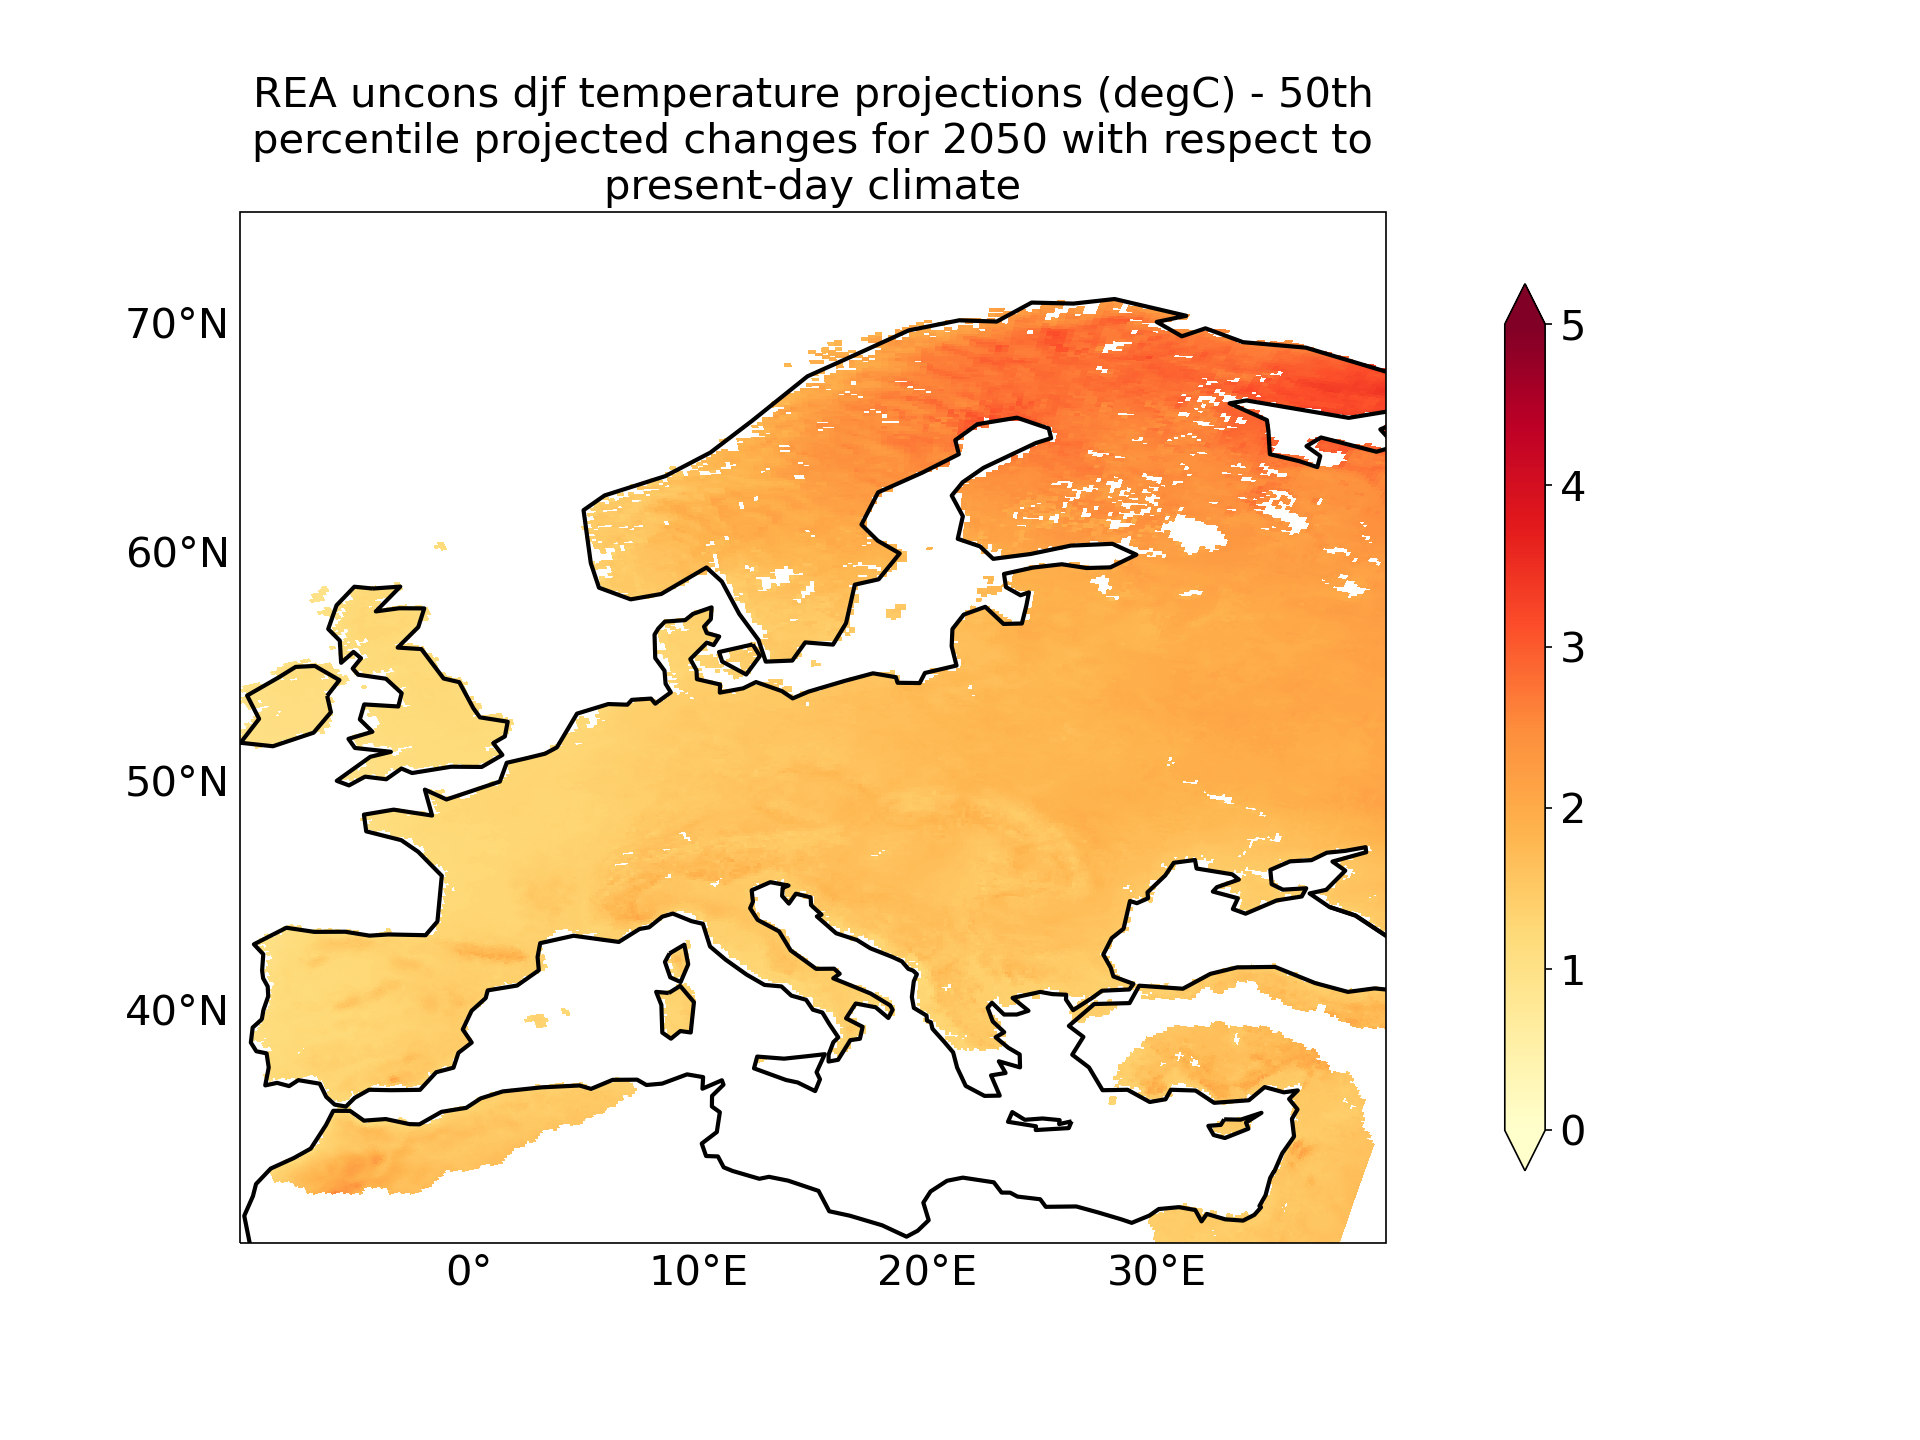 REA uncons djf temperature projections (degC) - 50th
percentile projected changes for 2050 with respect to
present-day climate
70°N
60°N
50°N
40°N
0°
10°E
20°E
30°E
5
4
3
2
1
0